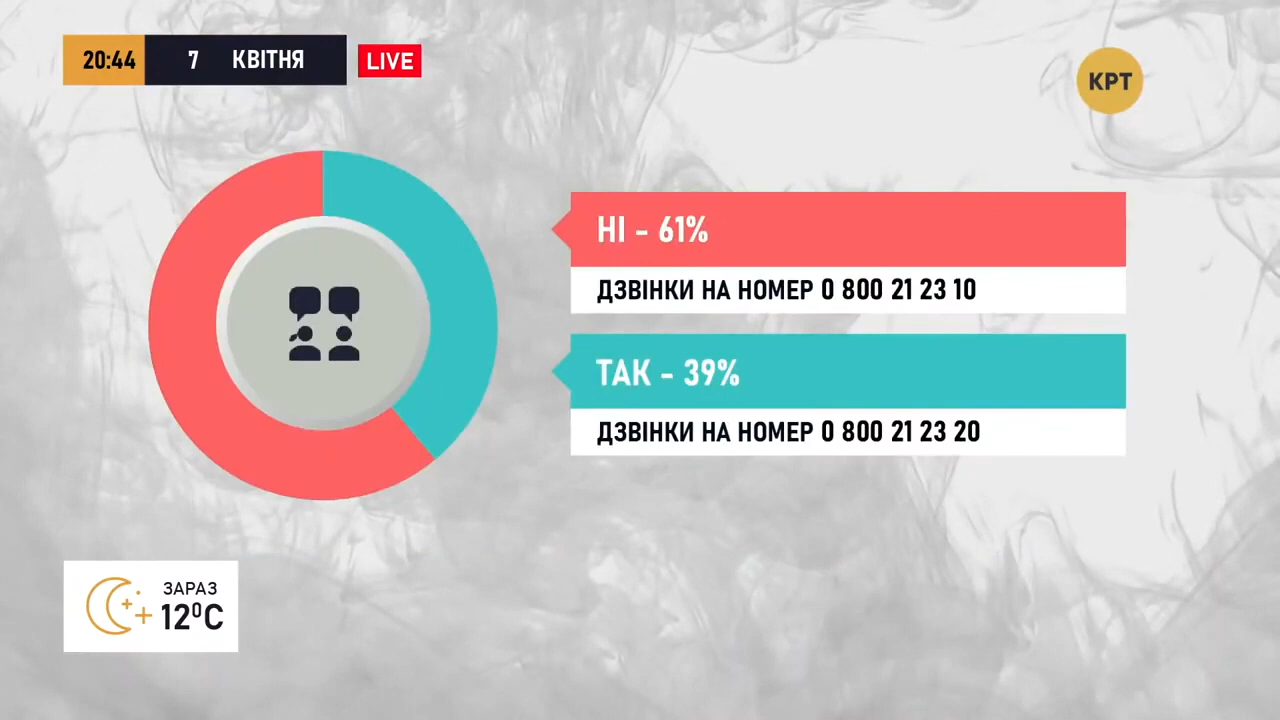 20:44 7 КВІТНЯ LIVE
КРТ
НІ - 61%
ДЗВІНКИ НА НОМЕР 0 800 21 23 10
ТАК - 39%
ДЗВІНКИ НА НОМЕР 0 800 21 23 20
ЗАРАЗ
12⁰C